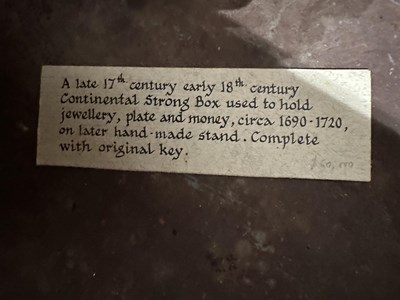 A late 17th century early 18th century
Continental Strong Box used to hold
jewellery, plate and money, circa 1690-1720,
on later hand-made stand. Complete
with original key.